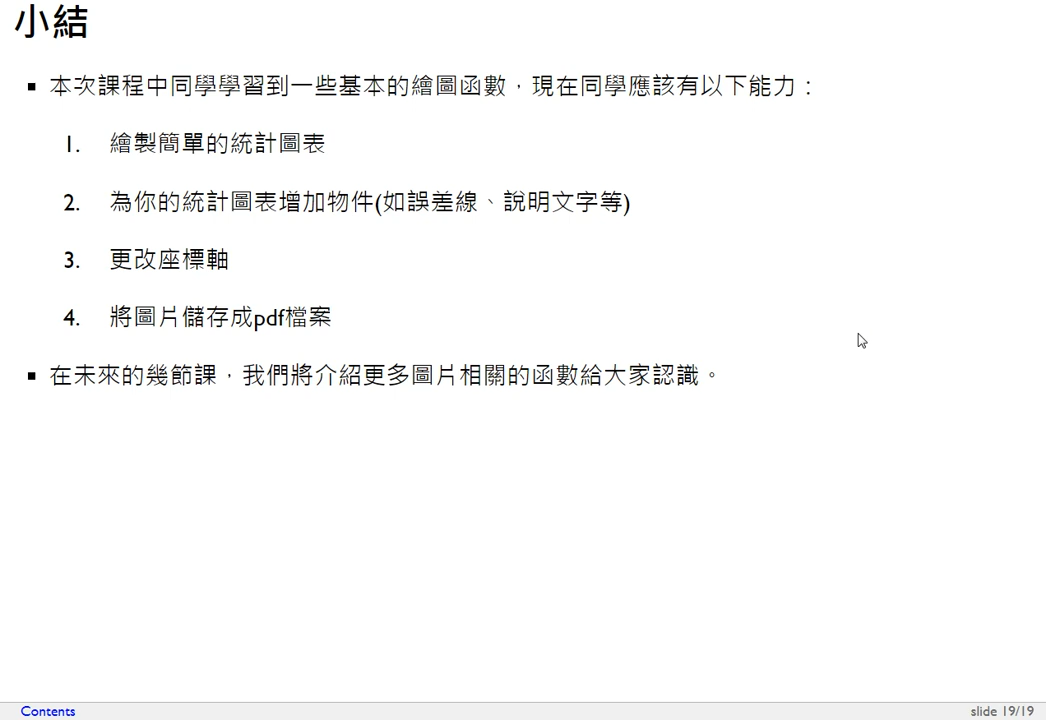 小結
▪ 本次課程中同學學習到一些基本的繪圖函數，現在同學應該有以下能力：
1. 繪製簡單的統計圖表
2. 為你的統計圖表增加物件(如誤差線、說明文字等)
3. 更改座標軸
4. 將圖片儲存成pdf檔案
▪ 在未來的幾節課，我們將介紹更多圖片相關的函數給大家認識。
Contents
slide 19/19